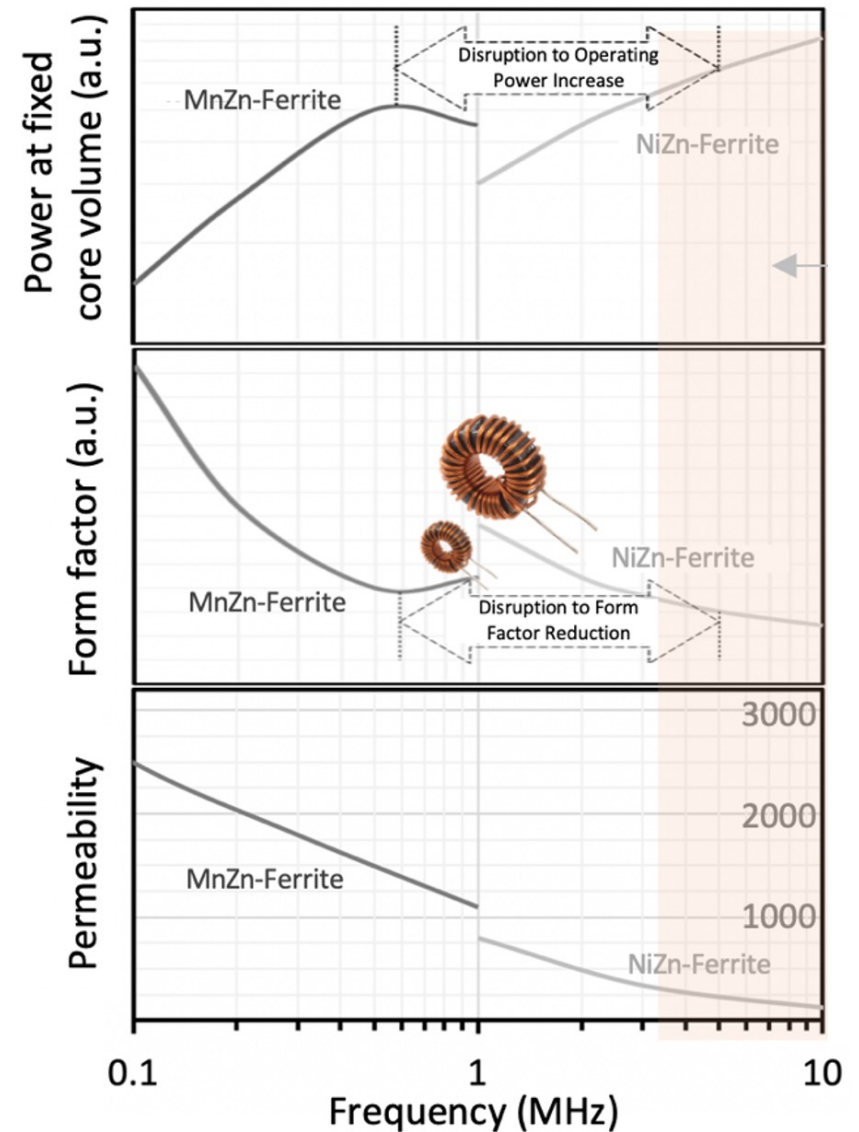 Power at fixed
core volume (a.u.)
MnZn-Ferrite
Disruption to Operating
Power Increase
NiZn-Ferrite
Form factor (a.u.)
MnZn-Ferrite
NiZn-Ferrite
Disruption to Form
Factor Reduction
Permeability
3000
2000
1000
MnZn-Ferrite
NiZn-Ferrite
0.1 1 10
Frequency (MHz)